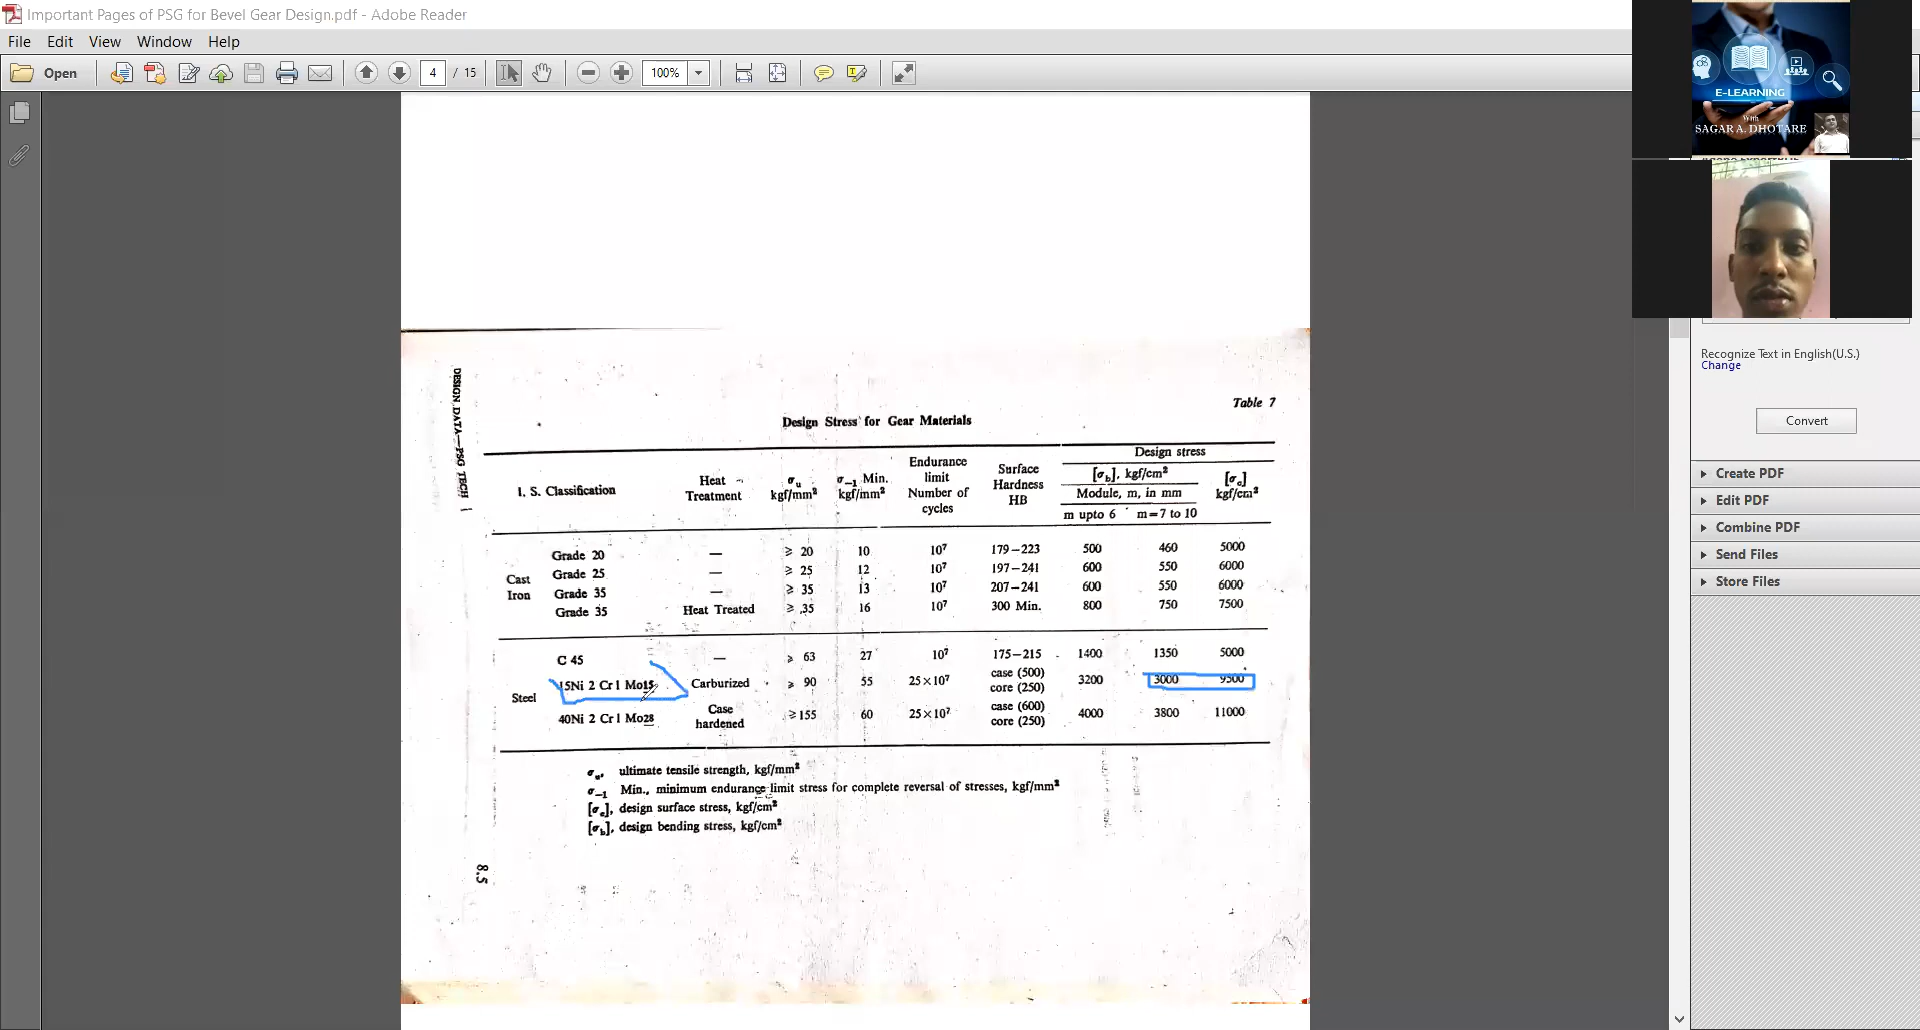 Important Pages of PSG for Bevel Gear Design.pdf - Adobe Reader
File Edit View Window Help
Open 4 / 15 100%
E-LEARNING
With
SAGAR A. DHOTARE
Recognize Text in English(U.S.)
Change
Convert
Create PDF
Edit PDF
Combine PDF
Send Files
Store Files
DESIGN DATA—PSG TECH
Table 7
Design Stress for Gear Materials
I. S. Classification
Heat Treatment
σu kgf/mm²
σ–1 Min. kgf/mm²
Endurance limit Number of cycles
Surface Hardness HB
Design stress
[σb], kgf/cm²
Module, m, in mm
m upto 6 m=7 to 10
[σc] kgf/cm²
Cast Iron
Grade 20 — ≥ 20 10 10⁷ 179–223 500 460 5000
Grade 25 — ≥ 25 12 10⁷ 197–241 600 550 6000
Grade 35 — ≥ 35 13 10⁷ 207–241 600 550 6000
Grade 35 Heat Treated ≥ 35 16 10⁷ 300 Min. 800 750 7500
Steel
C 45 — ≥ 63 27 10⁷ 175–215 1400 1350 5000
15Ni 2 Cr 1 Mo15 Carburized ≥ 90 55 25×10⁷ case (500) core (250) 3200 3000 9500
40Ni 2 Cr 1 Mo28 Case hardened ≥155 60 25×10⁷ case (600) core (250) 4000 3800 11000
σu, ultimate tensile strength, kgf/mm²
σ–1 Min., minimum endurance limit stress for complete reversal of stresses, kgf/mm²
[σc], design surface stress, kgf/cm²
[σb], design bending stress, kgf/cm²
8.5